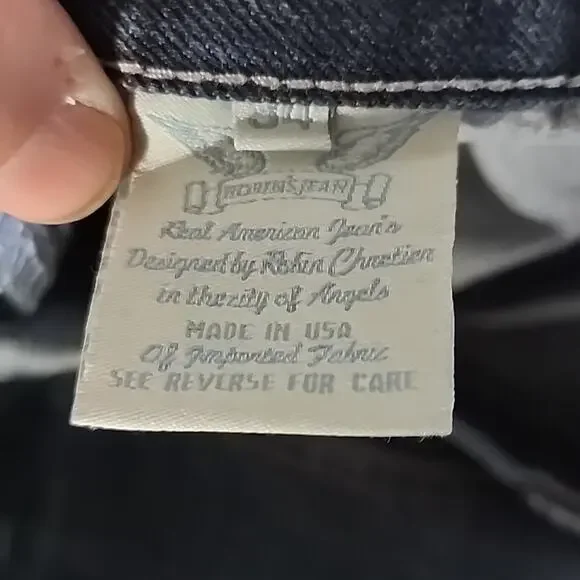 34
ROBIN'S JEAN
Real American Jean's
Designed by Robin Chretien
in the city of Angels
MADE IN USA
Of Imported Fabric
SEE REVERSE FOR CARE